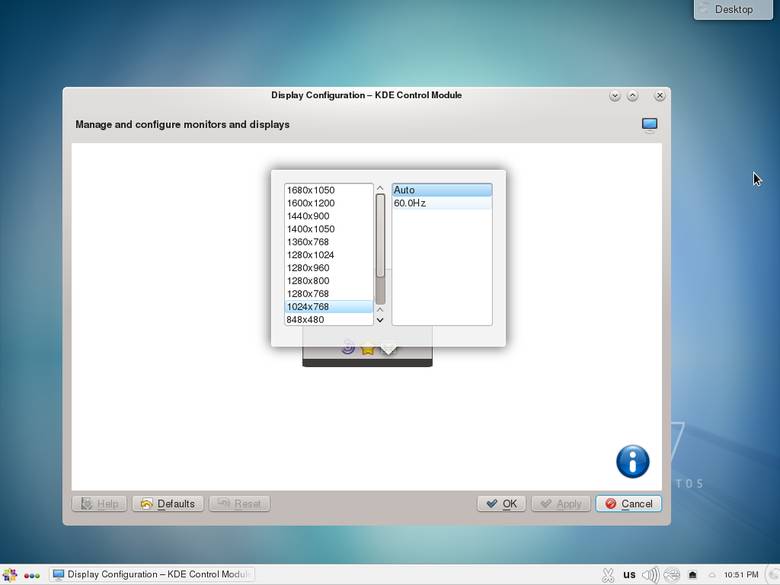 Desktop
Display Configuration – KDE Control Module
Manage and configure monitors and displays
1680x1050
1600x1200
1440x900
1400x1050
1360x768
1280x1024
1280x960
1280x800
1280x768
1024x768
848x480
Auto
60.0Hz
7
TOS
Help
Defaults
Reset
OK
Apply
Cancel
Display Configuration – KDE Control Modul
us
10:51 PM